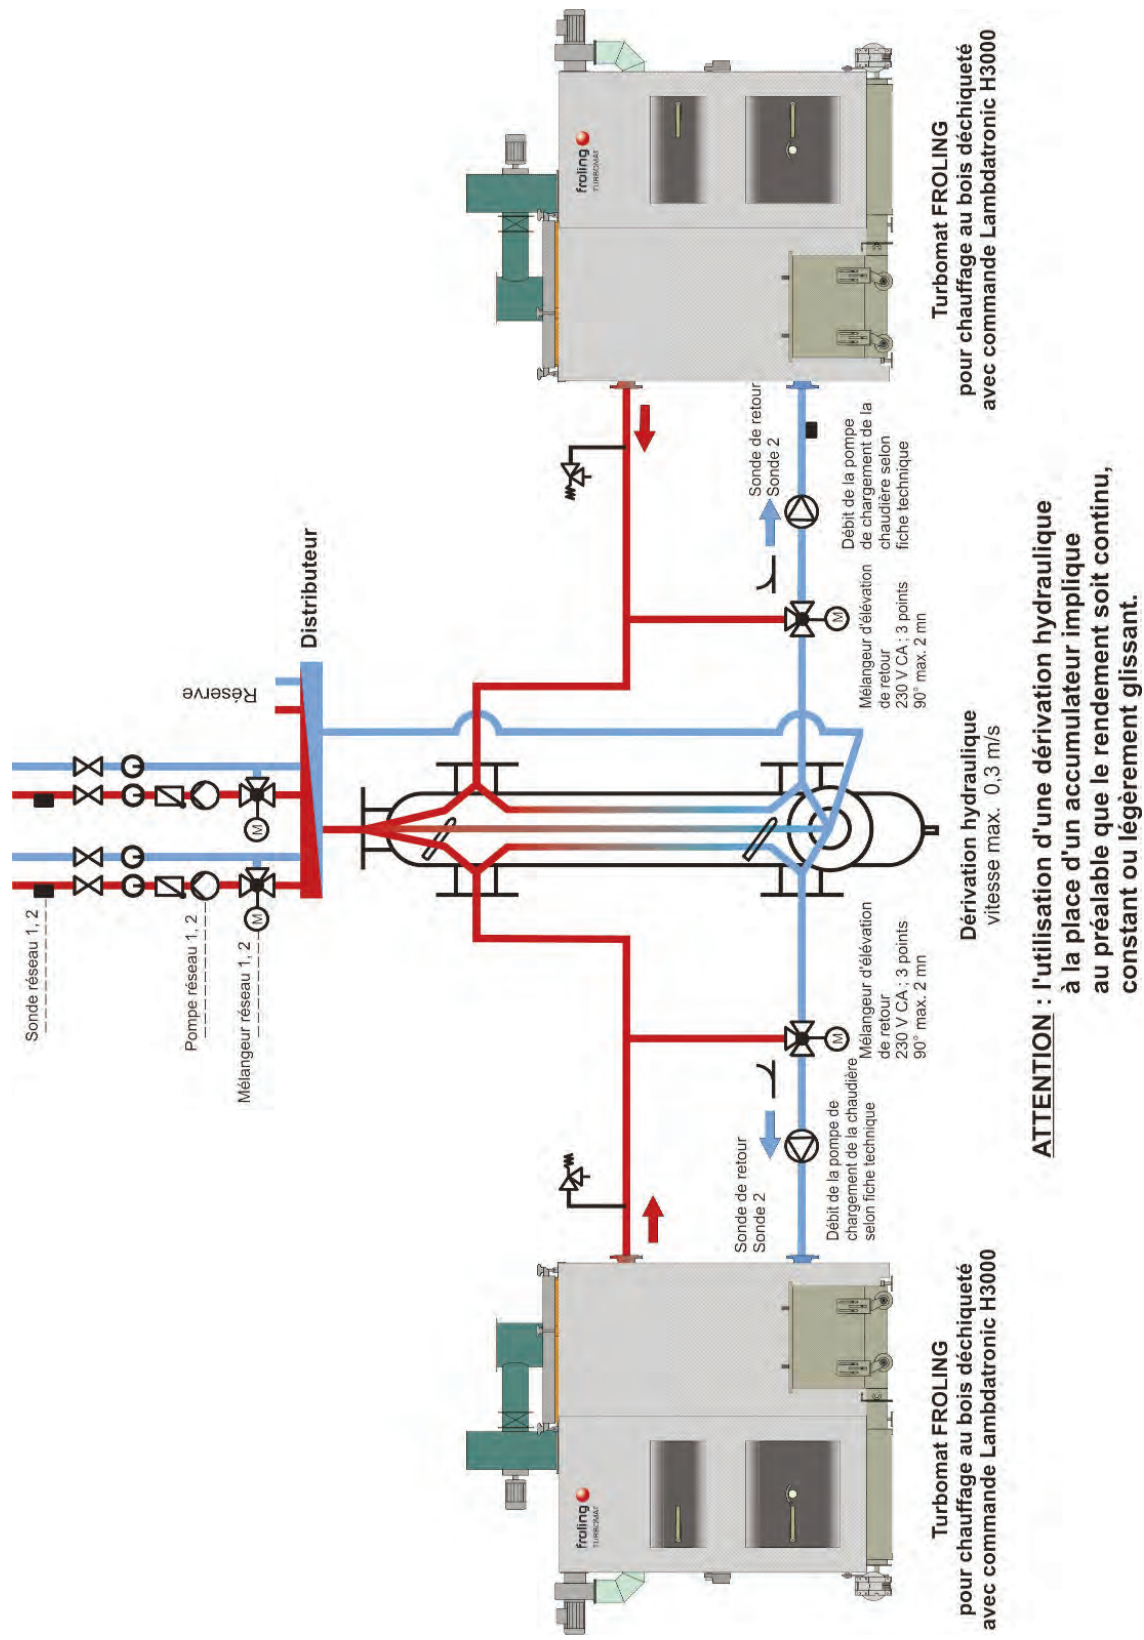 Sonde réseau 1, 2
Pompe réseau 1, 2
Mélangeur réseau 1, 2
Réserve
Distributeur
M
M
froling
TURBOMAT
froling
TURBOMAT
Sonde de retour
Sonde 2
Débit de la pompe de
chargement de la chaudière
selon fiche technique
M
Mélangeur d'élévation
de retour
230 V CA ; 3 points
90° max. 2 mn
Dérivation hydraulique
vitesse max. 0,3 m/s
M
Mélangeur d'élévation
de retour
230 V CA ; 3 points
90° max. 2 mn
Sonde de retour
Sonde 2
Débit de la pompe
de chargement de la
chaudière selon
fiche technique
Turbomat FROLING
pour chauffage au bois déchiqueté
avec commande Lambdatronic H3000
Turbomat FROLING
pour chauffage au bois déchiqueté
avec commande Lambdatronic H3000
ATTENTION : l'utilisation d'une dérivation hydraulique
à la place d'un accumulateur implique
au préalable que le rendement soit continu,
constant ou légèrement glissant.